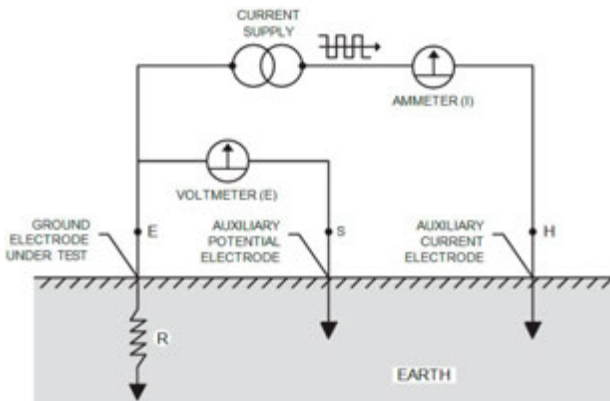 CURRENT
SUPPLY
AMMETER (I)
VOLTMETER (E)
GROUND
ELECTRODE
UNDER TEST
E
AUXILIARY
POTENTIAL
ELECTRODE
S
AUXILIARY
CURRENT
ELECTRODE
H
R
EARTH